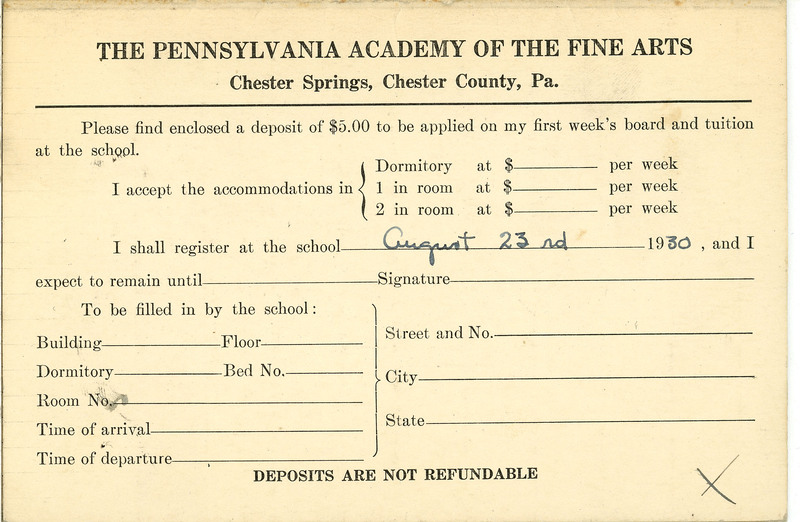 THE PENNSYLVANIA ACADEMY OF THE FINE ARTS
Chester Springs, Chester County, Pa.
Please find enclosed a deposit of $5.00 to be applied on my first week's board and tuition
at the school.
I accept the accommodations in
Dormitory at $ per week
1 in room at $ per week
2 in room at $ per week
I shall register at the school August 23 rd 1930, and I
expect to remain until Signature
To be filled in by the school:
Building Floor
Dormitory Bed No.
Room No.
Time of arrival
Time of departure
Street and No.
City
State
DEPOSITS ARE NOT REFUNDABLE
X